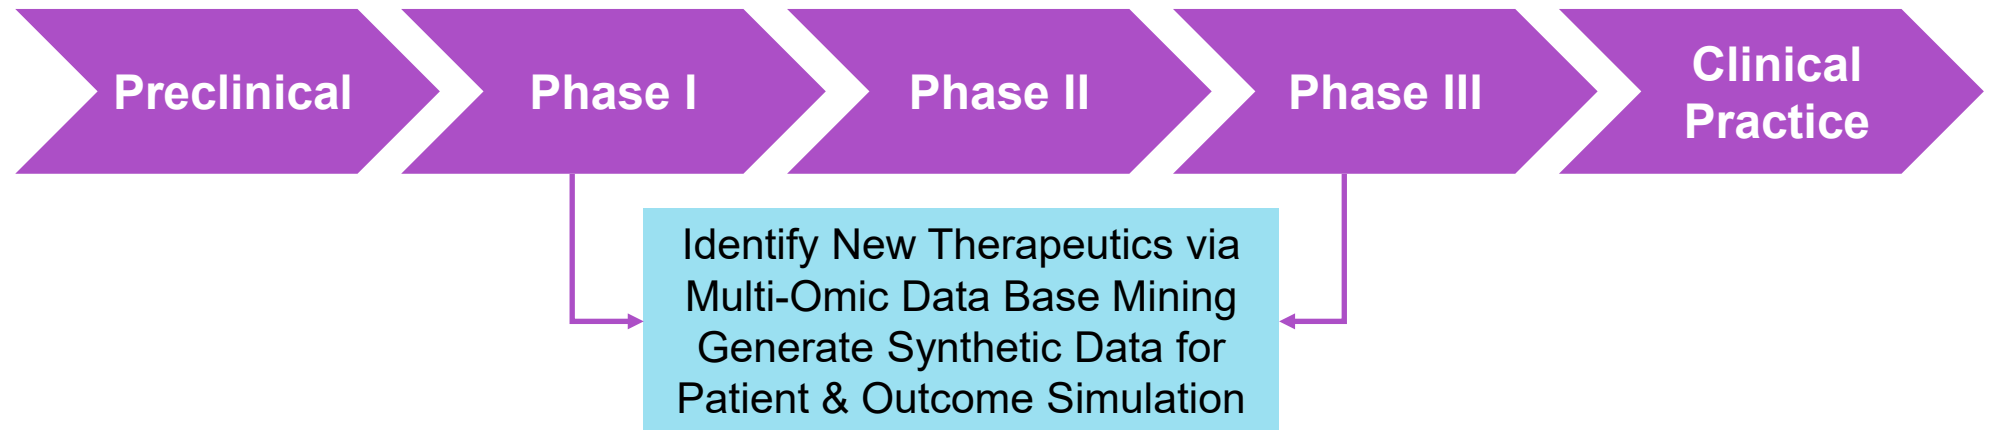 Preclinical
Phase I
Phase II
Phase III
Clinical
Practice
Identify New Therapeutics via
Multi-Omic Data Base Mining
Generate Synthetic Data for
Patient & Outcome Simulation